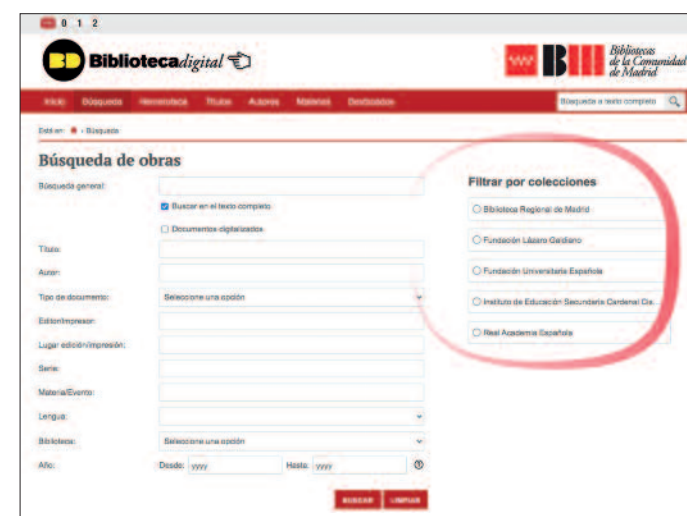 0 1 2
BD Bibliotecadigital
B Bibliotecas
de la Comunidad
de Madrid
Inicio Búsqueda Hemeroteca Títulos Autores Materias Destacados
Búsqueda a texto completo
Está en: › Búsqueda
Búsqueda de obras
Búsqueda general:
Buscar en el texto completo
Documentos digitalizados
Título:
Autor:
Tipo de documento: Seleccione una opción
Editor/Impresor:
Lugar edición/impresión:
Serie:
Materia/Evento:
Lengua:
Biblioteca: Seleccione una opción
Año: Desde: yyyy Hasta: yyyy
BUSCAR LIMPIAR
Filtrar por colecciones
Biblioteca Regional de Madrid
Fundación Lázaro Galdiano
Fundación Universitaria Española
Instituto de Educación Secundaria Cardenal Cis...
Real Academia Española